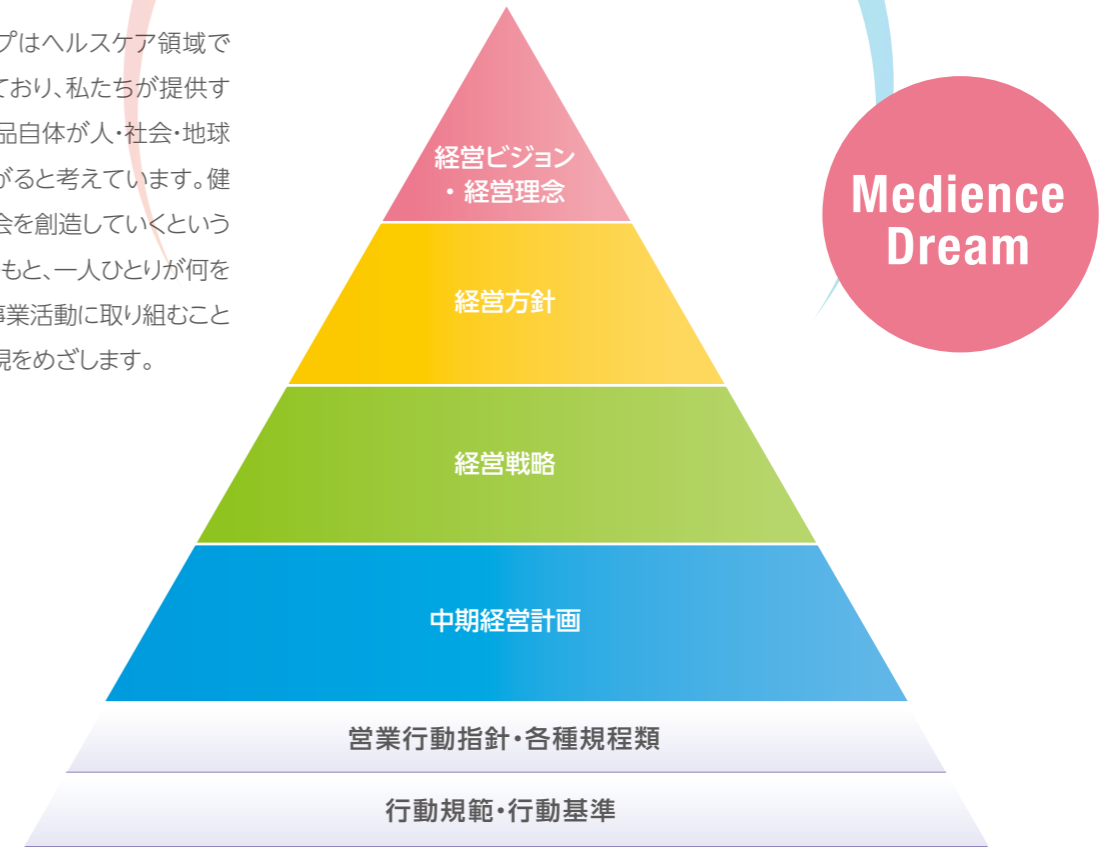 プはヘルスケア領域で
ており、私たちが提供す
品自体が人・社会・地球
がると考えています。健
会を創造していくという
もと、一人ひとりが何を
事業活動に取り組むこと
現をめざします。
経営ビジョン
・経営理念
経営方針
経営戦略
中期経営計画
営業行動指針・各種規程類
行動規範・行動基準
Medience
Dream